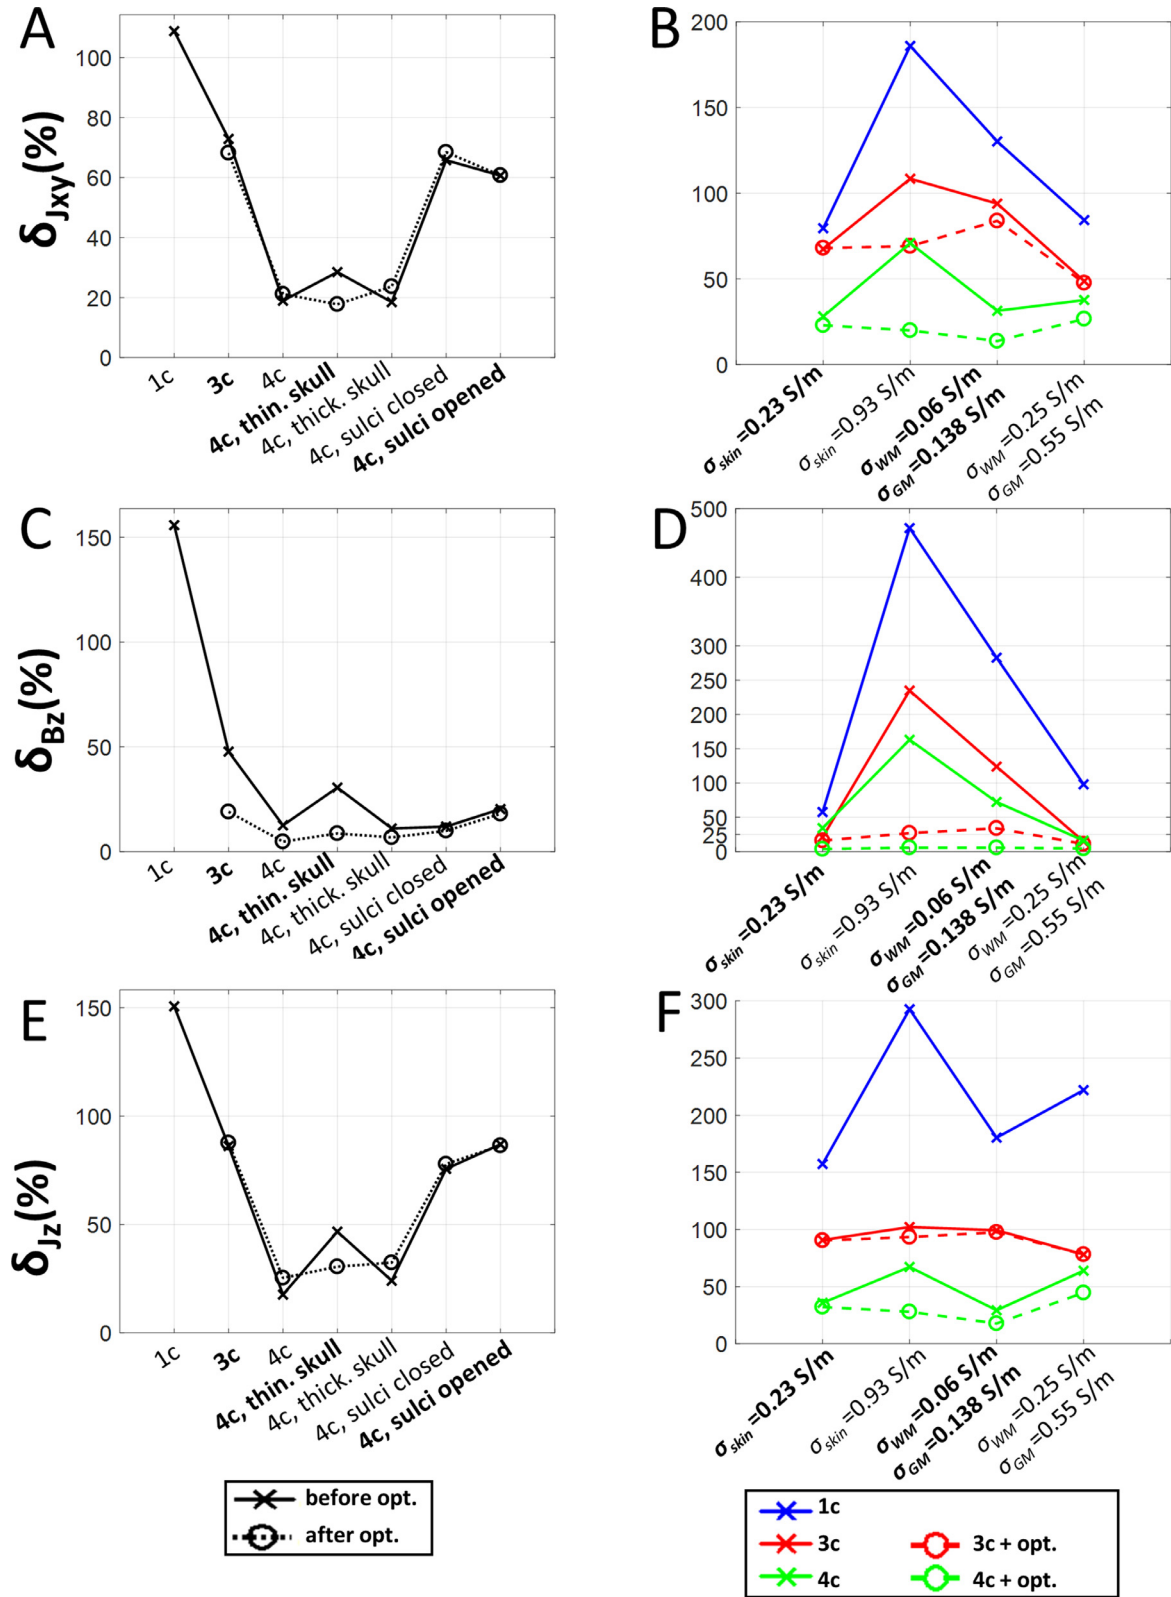 A
δJxy(%)
100
80
60
40
20
0
1c
3c
4c
4c, thin. skull
4c, thick. skull
4c, sulci closed
4c, sulci opened
B
200
150
100
50
0
σskin =0.23 S/m
σskin =0.93 S/m
σWM =0.06 S/m
σGM =0.138 S/m
σWM =0.25 S/m
σGM =0.55 S/m
C
δBz(%)
150
100
50
0
1c
3c
4c
4c, thin. skull
4c, thick. skull
4c, sulci closed
4c, sulci opened
D
500
400
300
250
200
150
100
50
25
0
σskin =0.23 S/m
σskin =0.93 S/m
σWM =0.06 S/m
σGM =0.138 S/m
σWM =0.25 S/m
σGM =0.55 S/m
E
δJz(%)
150
100
50
0
1c
3c
4c
4c, thin. skull
4c, thick. skull
4c, sulci closed
4c, sulci opened
F
300
250
200
150
100
50
0
σskin =0.23 S/m
σskin =0.93 S/m
σWM =0.06 S/m
σGM =0.138 S/m
σWM =0.25 S/m
σGM =0.55 S/m
before opt.
after opt.
1c
3c
3c + opt.
4c
4c + opt.